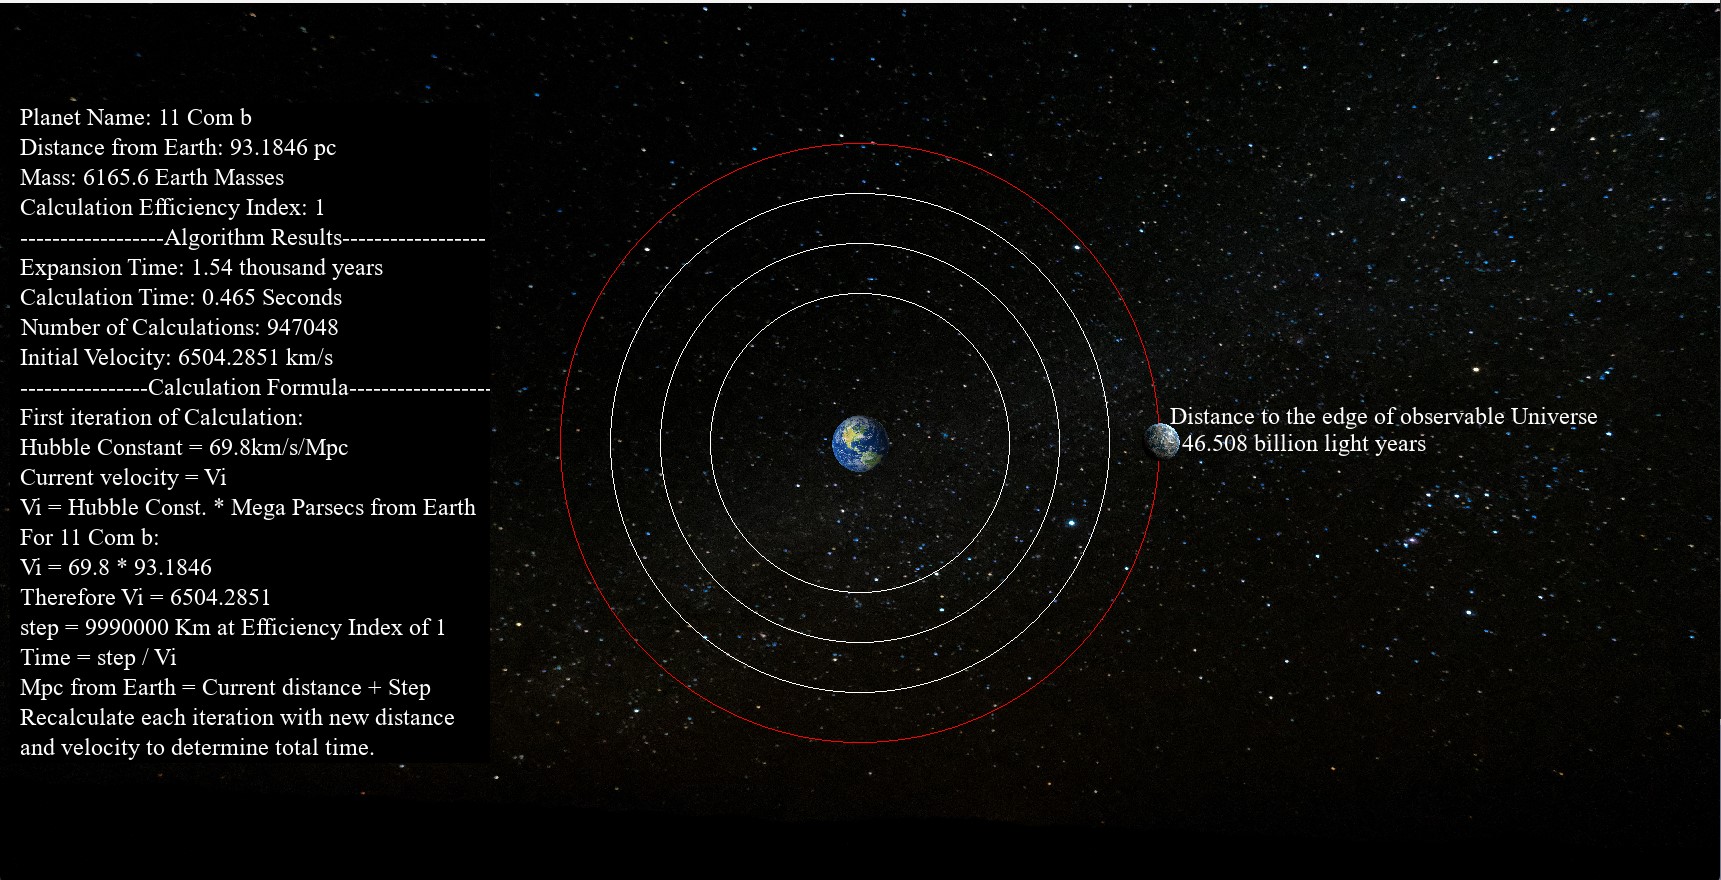 Planet Name: 11 Com b
Distance from Earth: 93.1846 pc
Mass: 6165.6 Earth Masses
Calculation Efficiency Index: 1
------------------Algorithm Results------------------
Expansion Time: 1.54 thousand years
Calculation Time: 0.465 Seconds
Number of Calculations: 947048
Initial Velocity: 6504.2851 km/s
----------------Calculation Formula------------------
First iteration of Calculation:
Hubble Constant = 69.8km/s/Mpc
Current velocity = Vi
Vi = Hubble Const. * Mega Parsecs from Earth
For 11 Com b:
Vi = 69.8 * 93.1846
Therefore Vi = 6504.2851
step = 9990000 Km at Efficiency Index of 1
Time = step / Vi
Mpc from Earth = Current distance + Step
Recalculate each iteration with new distance
and velocity to determine total time.
Distance to the edge of observable Universe
46.508 billion light years